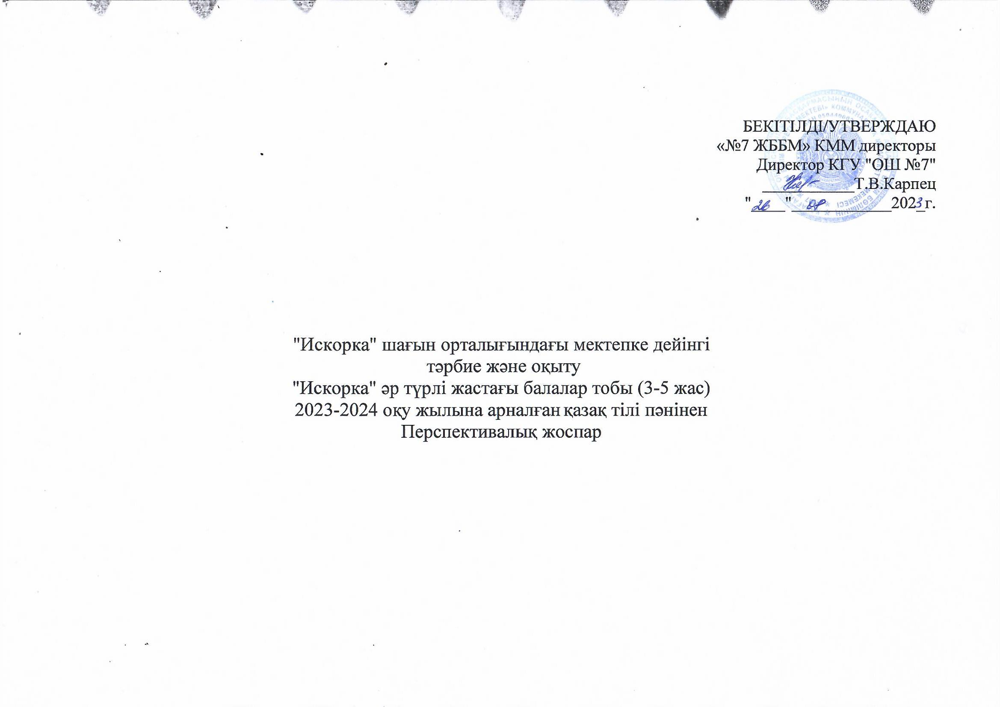 БЕКІТІЛДІ/УТВЕРЖДАЮ
«№7 ЖББМ» КММ директоры
Директор КГУ "ОШ №7"
____________Т.В.Карпец
"26" 08 2023 г.
"Искорка" шағын орталығындағы мектепке дейінгі
тәрбие және оқыту
"Искорка" әр түрлі жастағы балалар тобы (3-5 жас)
2023-2024 оқу жылына арналған қазақ тілі пәнінен
Перспективалық жоспар